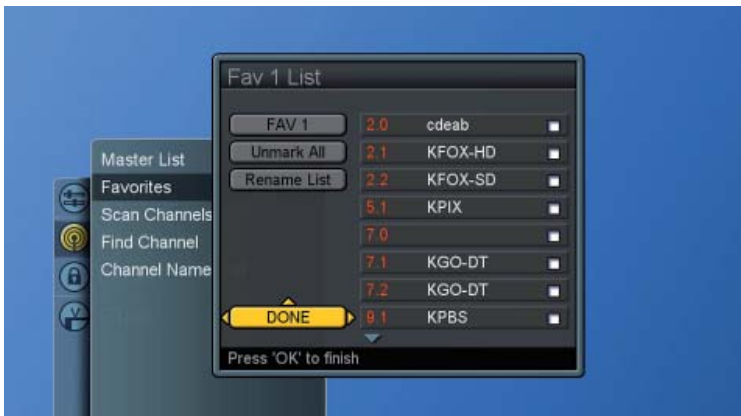 Fav 1 List
FAV 1
Unmark All
Rename List
DONE
2.0 cdeab
2.1 KFOX-HD
2.2 KFOX-SD
5.1 KPIX
7.0
7.1 KGO-DT
7.2 KGO-DT
9.1 KPBS
Press 'OK' to finish
Master List
Favorites
Scan Channels
Find Channel
Channel Name